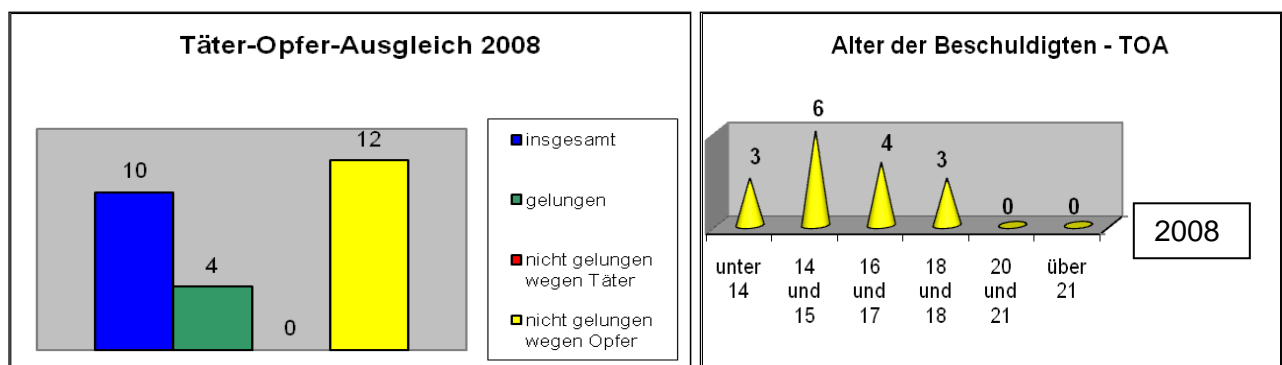 Täter-Opfer-Ausgleich 2008
10
4
0
12
insgesamt
gelungen
nicht gelungen
wegen Täter
nicht gelungen
wegen Opfer
Alter der Beschuldigten - TOA
3
6
4
3
0
0
unter
14
14
und
15
16
und
17
18
und
18
20
und
21
über
21
2008